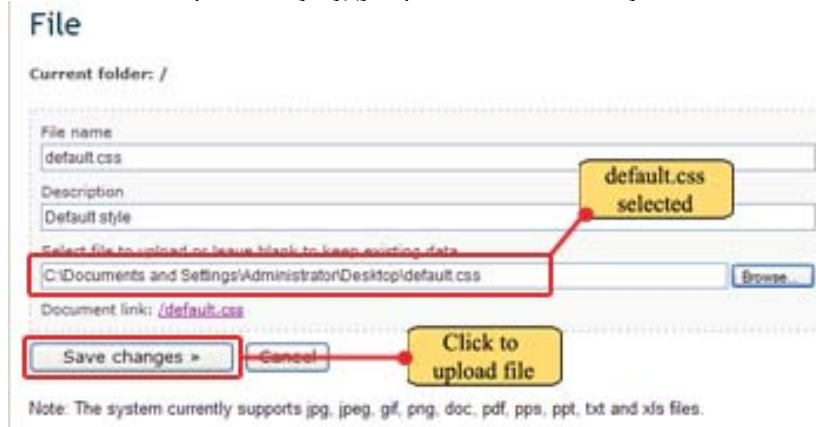 File
Current folder: /
File name
default.css
Description
Default style
Select file to upload or leave blank to keep existing data
C:\Documents and Settings\Administrator\Desktop\default.css
Browse...
Document link: /default.css
Save changes »
Cancel
default.css
selected
Click to
upload file
Note: The system currently supports jpg, jpeg, gif, png, doc, pdf, pps, ppt, txt and xls files.